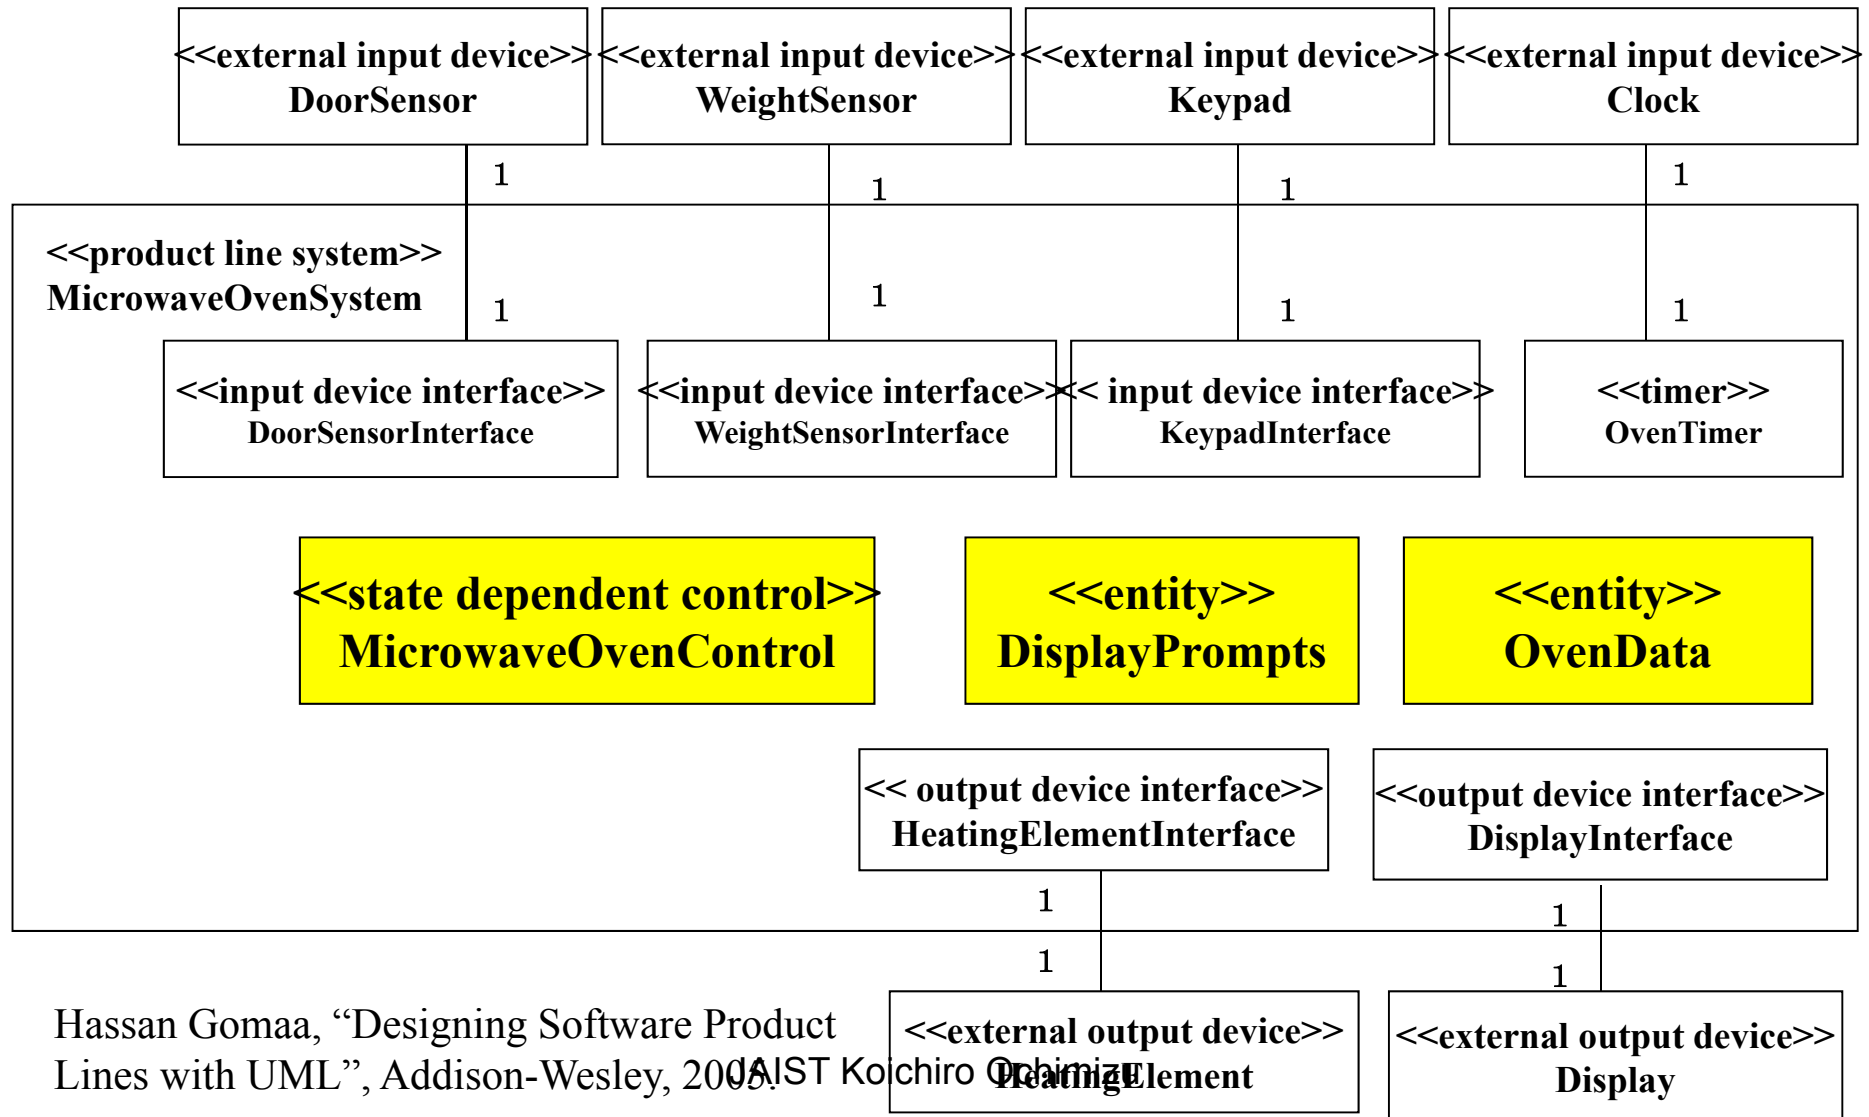 <<external input device>>
DoorSensor
<<external input device>>
WeightSensor
<<external input device>>
Keypad
<<external input device>>
Clock
1
1
1
1
<<product line system>>
MicrowaveOvenSystem
1
1
1
1
<<input device interface>>
DoorSensorInterface
<<input device interface>>
WeightSensorInterface
<< input device interface>>
KeypadInterface
<<timer>>
OvenTimer
<<state dependent control>>
MicrowaveOvenControl
<<entity>>
DisplayPrompts
<<entity>>
OvenData
<< output device interface>>
HeatingElementInterface
<<output device interface>>
DisplayInterface
1
1
1
1
<<external output device>>
HeatingElement
<<external output device>>
Display
Hassan Gomaa, “Designing Software Product
Lines with UML”, Addison-Wesley, 2005.
JAIST Koichiro Ochimizu